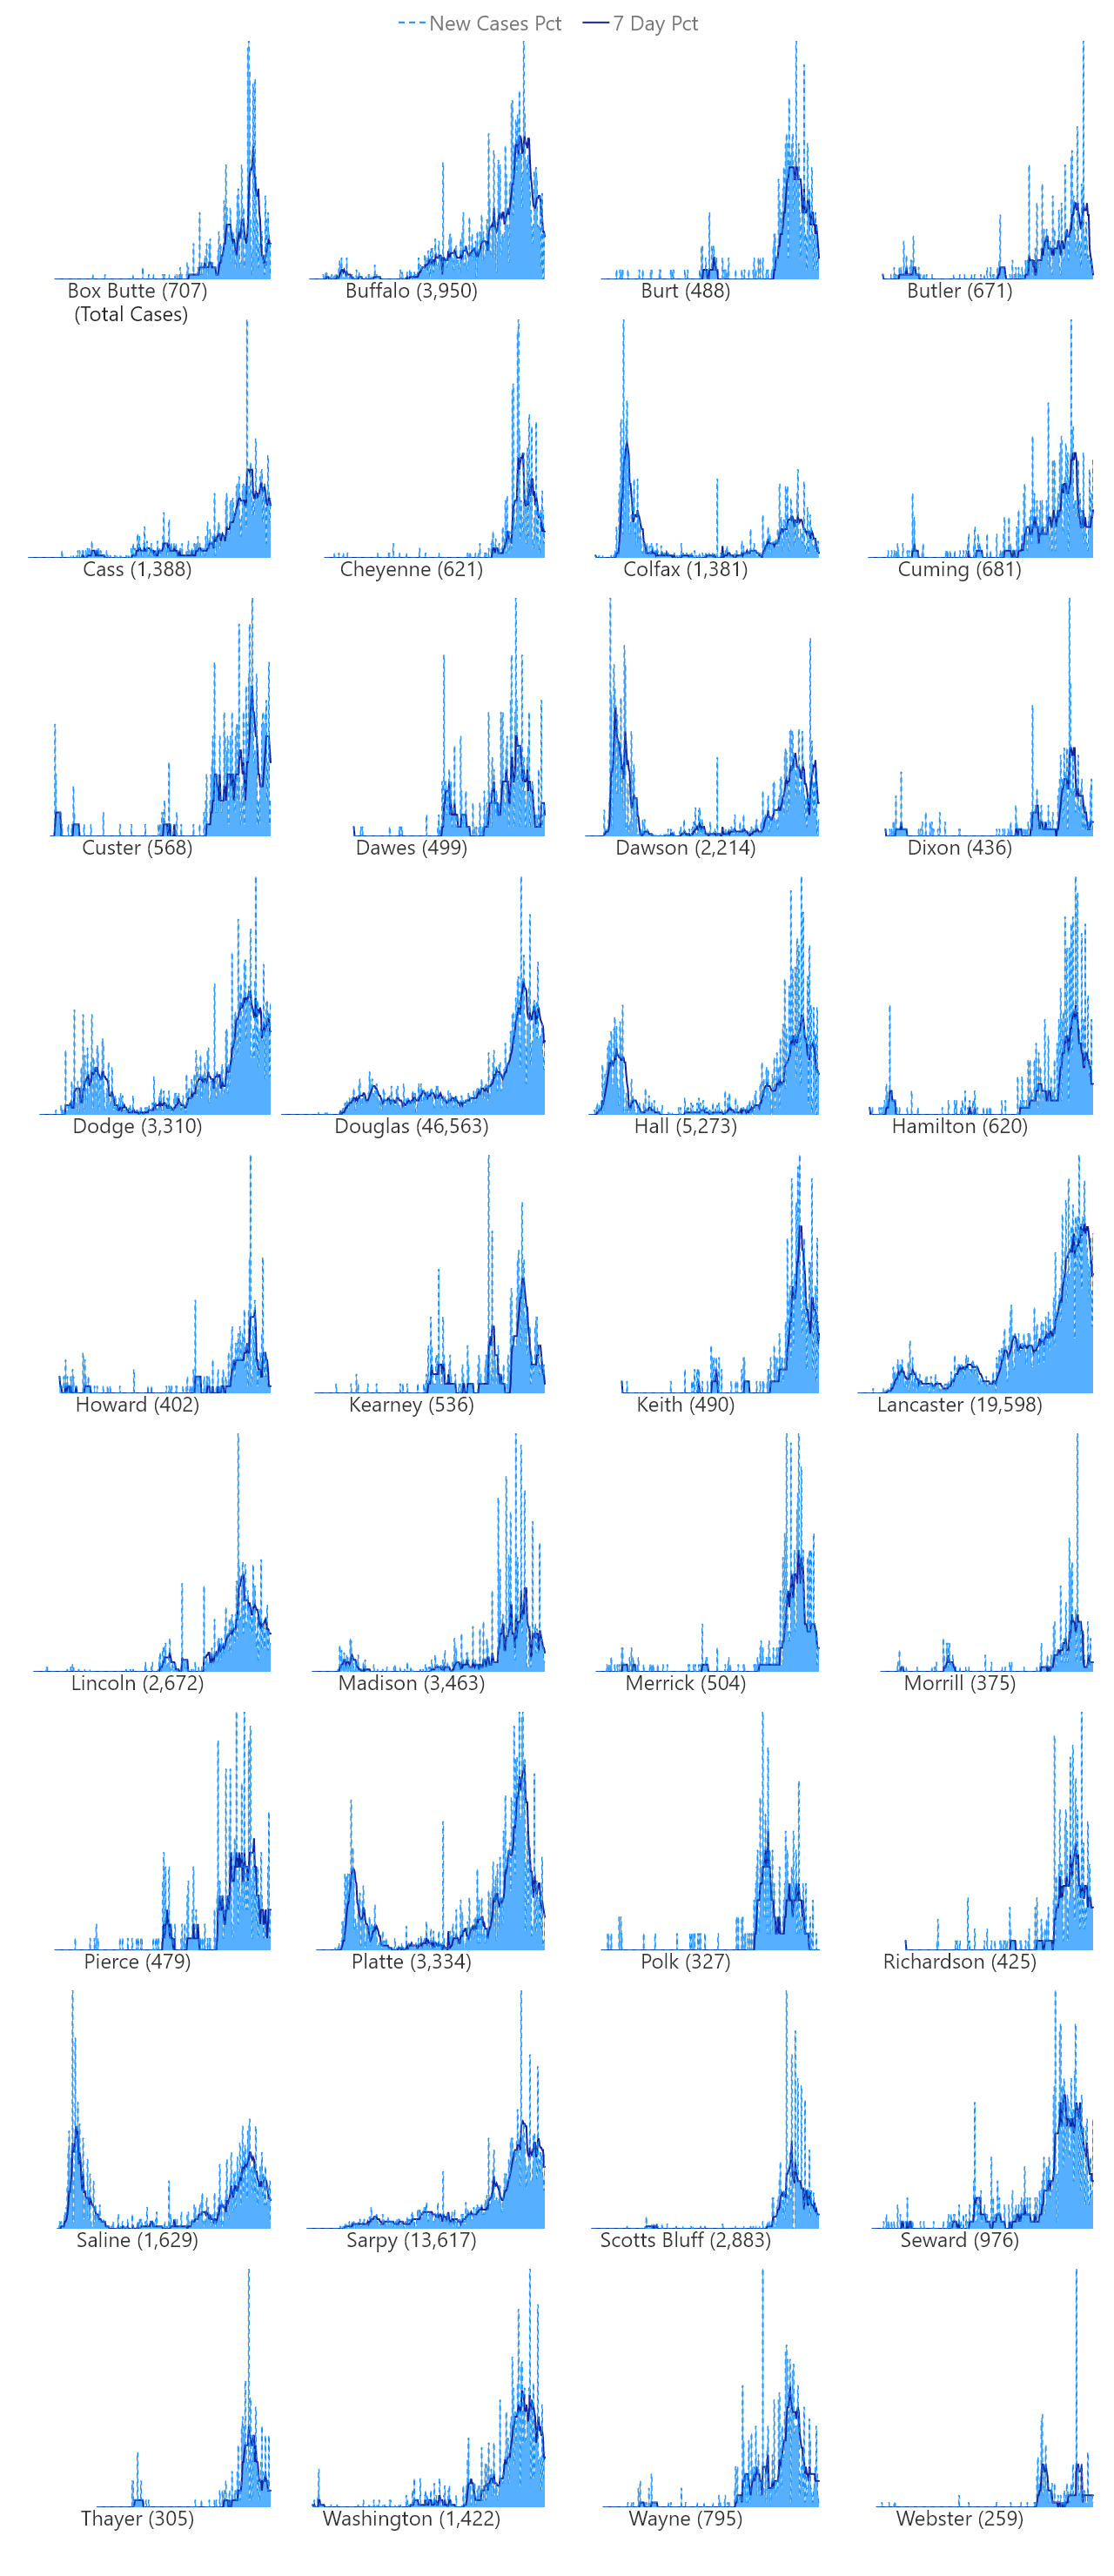 New Cases Pct 7 Day Pct
Box Butte (707) Buffalo (3,950) Burt (488) Butler (671)
(Total Cases)
Cass (1,388) Cheyenne (621) Colfax (1,381) Cuming (681)
Custer (568) Dawes (499) Dawson (2,214) Dixon (436)
Dodge (3,310) Douglas (46,563) Hall (5,273) Hamilton (620)
Howard (402) Kearney (536) Keith (490) Lancaster (19,598)
Lincoln (2,672) Madison (3,463) Merrick (504) Morrill (375)
Pierce (479) Platte (3,334) Polk (327) Richardson (425)
Saline (1,629) Sarpy (13,617) Scotts Bluff (2,883) Seward (976)
Thayer (305) Washington (1,422) Wayne (795) Webster (259)